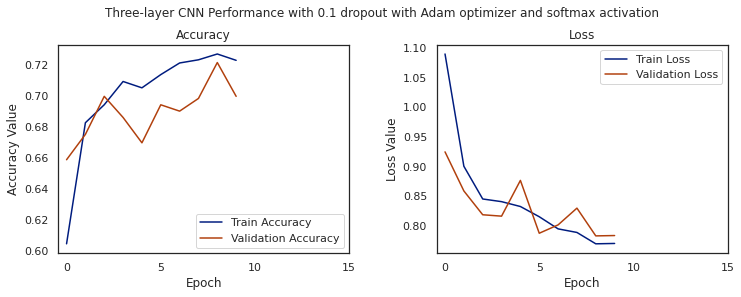 Three-layer CNN Performance with 0.1 dropout with Adam optimizer and softmax activation
Accuracy
Accuracy Value
0.72
0.70
0.68
0.66
0.64
0.62
0.60
0
5
10
15
Epoch
Train Accuracy
Validation Accuracy
Loss
Loss Value
1.10
1.05
1.00
0.95
0.90
0.85
0.80
0
5
10
15
Epoch
Train Loss
Validation Loss